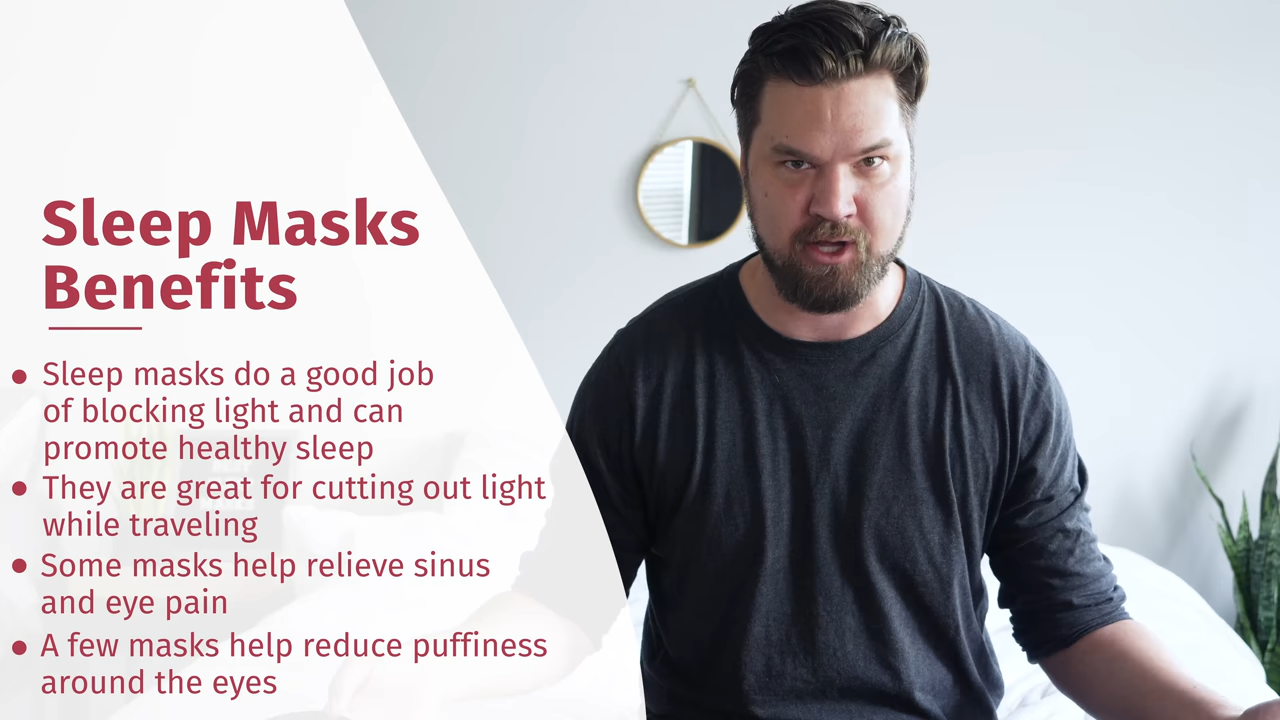 Sleep Masks
Benefits
• Sleep masks do a good job
of blocking light and can
promote healthy sleep
• They are great for cutting out light
while traveling
• Some masks help relieve sinus
and eye pain
• A few masks help reduce puffiness
around the eyes